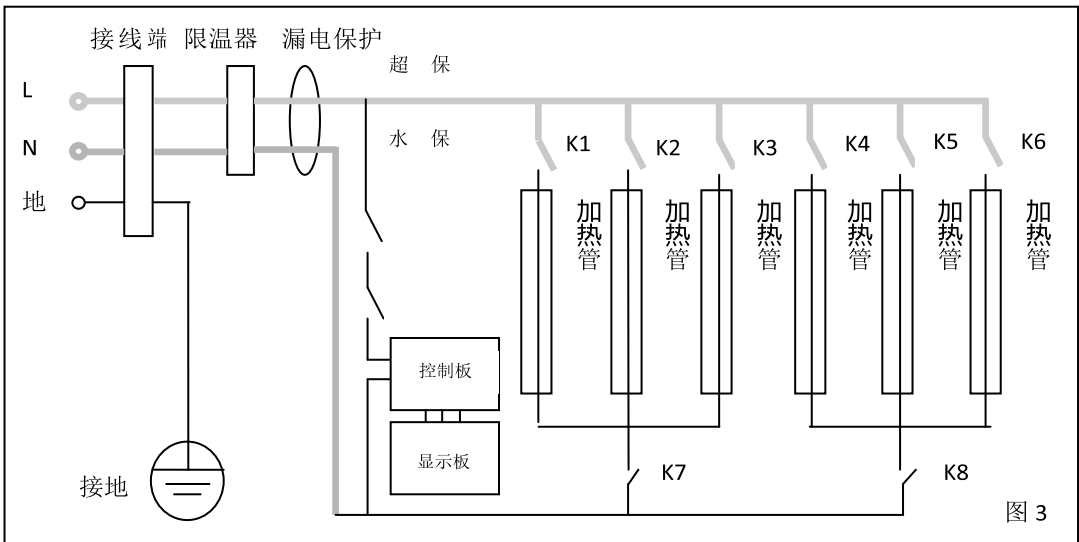 接线端 限温器 漏电保护
超 保
L
水 保
N
K1 K2 K3 K4 K5 K6
地
加热管 加热管 加热管 加热管 加热管 加热管
控制板
显示板
K7 K8
接地
图 3